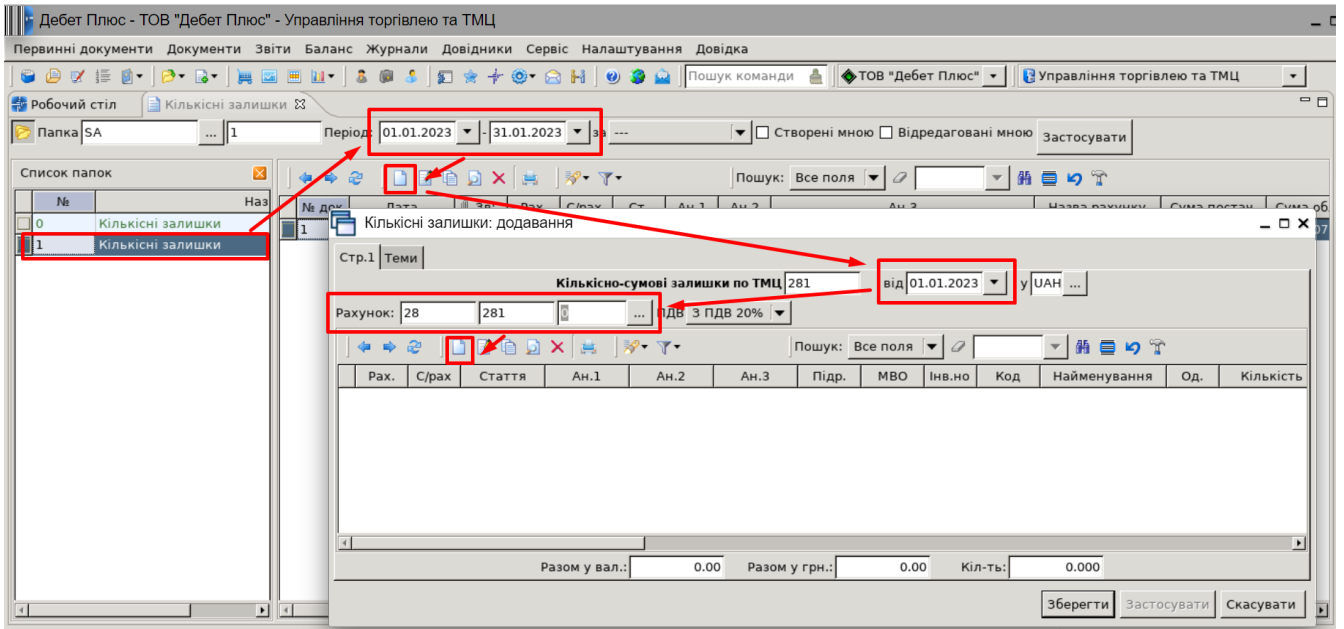 Дебет Плюс - ТОВ "Дебет Плюс" - Управління торгівлею та ТМЦ
Первинні документи Документи Звіти Баланс Журнали Довідники Сервіс Налаштування Довідка
Пошук команди ТОВ "Дебет Плюс" Управління торгівлею та ТМЦ
Робочий стіл Кількісні залишки
Папка SA ... 1 Період: 01.01.2023 - 31.01.2023 за --- Створені мною Відредаговані мною Застосувати
Список папок Пошук: Все поля
№ Наз
0 Кількісні залишки
1 Кількісні залишки
№ док Дата Зв: Рах. С/рах Ст. Ан.1 Ан.2 Ан.3 Назва рахунку Сума постач Сума об
1 07
Кількісні залишки: додавання
Стр.1 Теми
Кількісно-сумові залишки по ТМЦ 281 від 01.01.2023 у UAH ...
Рахунок: 28 281 0 ... ПДВ З ПДВ 20%
Пошук: Все поля
Рах. С/рах Стаття Ан.1 Ан.2 Ан.3 Підр. МВО Інв.но Код Найменування Од. Кількість
Разом у вал.: 0.00 Разом у грн.: 0.00 Кіл-ть: 0.000
Зберегти Застосувати Скасувати